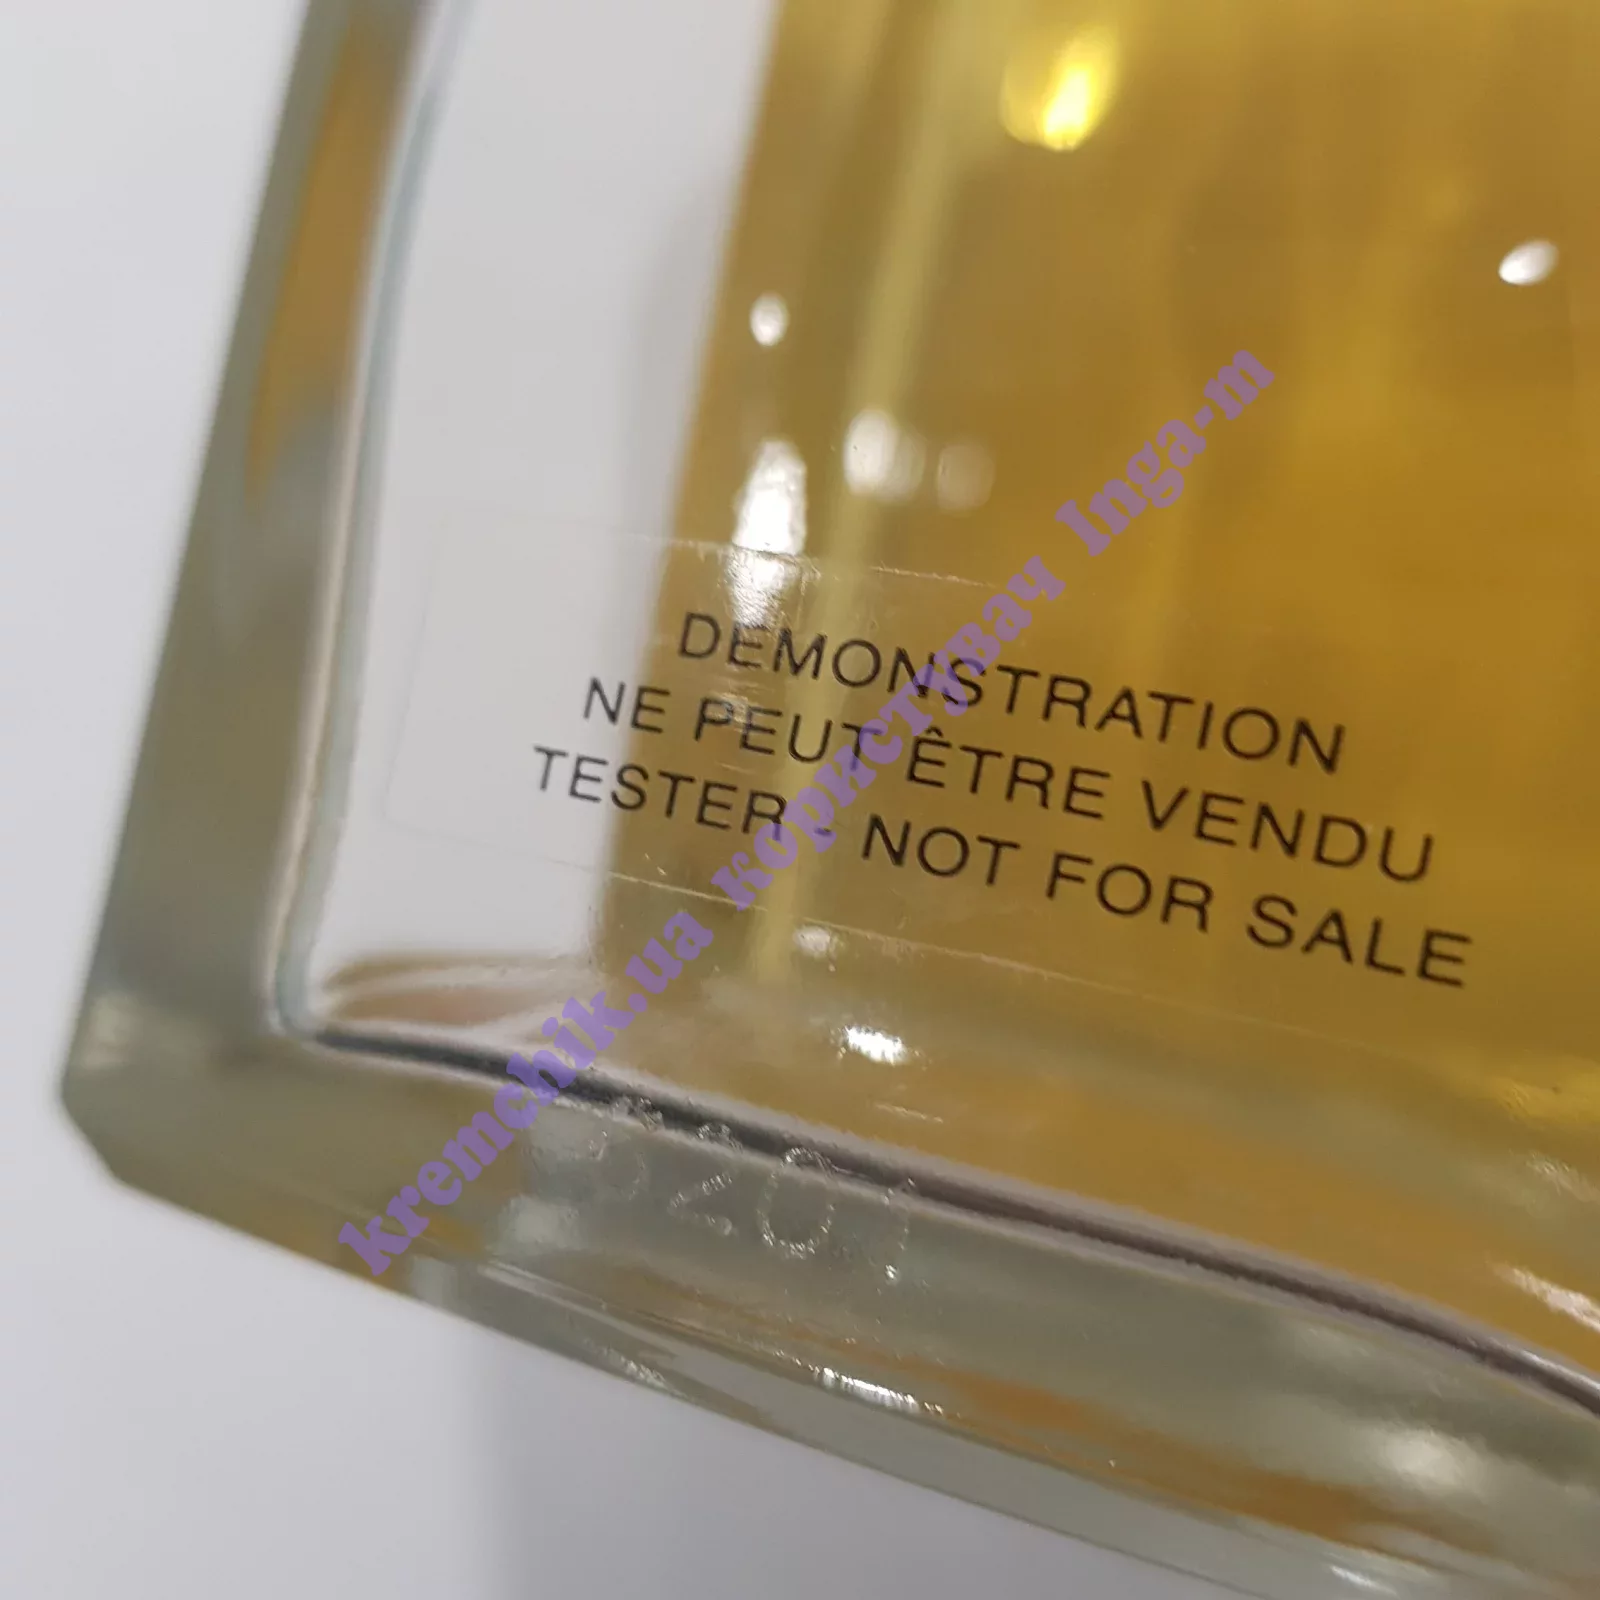 DEMONSTRATION
NE PEUT ÊTRE VENDU
TESTER - NOT FOR SALE
kremchik.ua користувач Inga-m